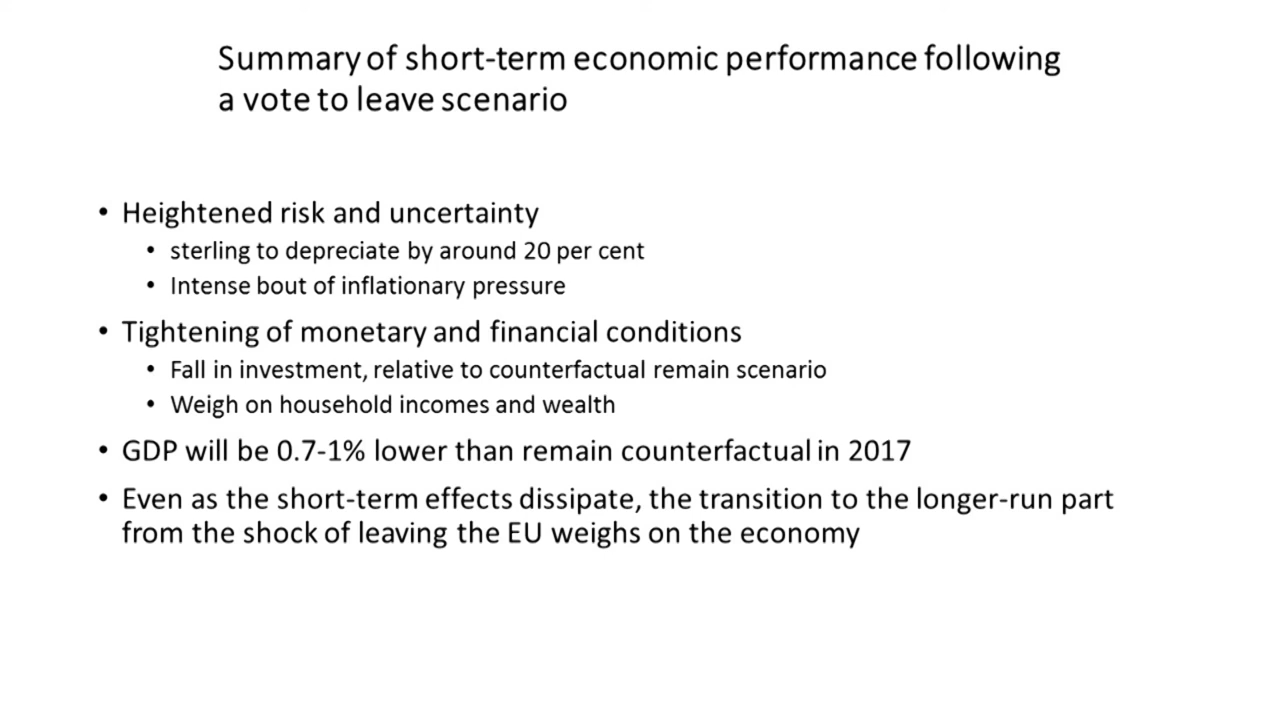 Summary of short-term economic performance following
a vote to leave scenario
• Heightened risk and uncertainty
• sterling to depreciate by around 20 per cent
• Intense bout of inflationary pressure
• Tightening of monetary and financial conditions
• Fall in investment, relative to counterfactual remain scenario
• Weigh on household incomes and wealth
• GDP will be 0.7-1% lower than remain counterfactual in 2017
• Even as the short-term effects dissipate, the transition to the longer-run part
from the shock of leaving the EU weighs on the economy